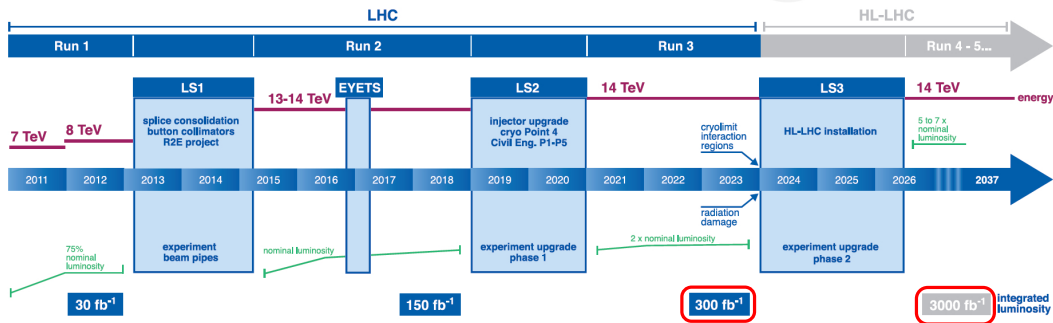 LHC
HL-LHC
Run 1
Run 2
Run 3
Run 4 - 5...
LS1
EYETS
LS2
LS3
7 TeV
8 TeV
13-14 TeV
14 TeV
14 TeV
energy
splice consolidation
button collimators
R2E project
injector upgrade
cryo Point 4
Civil Eng. P1-P5
cryolimit
interaction
regions
HL-LHC installation
5 to 7 x
nominal
luminosity
2011
2012
2013
2014
2015
2016
2017
2018
2019
2020
2021
2022
2023
2024
2025
2026
2037
radiation
damage
75%
nominal
luminosity
experiment
beam pipes
nominal luminosity
experiment upgrade
phase 1
2 x nominal luminosity
experiment upgrade
phase 2
30 fb⁻¹
150 fb⁻¹
300 fb⁻¹
3000 fb⁻¹
integrated
luminosity